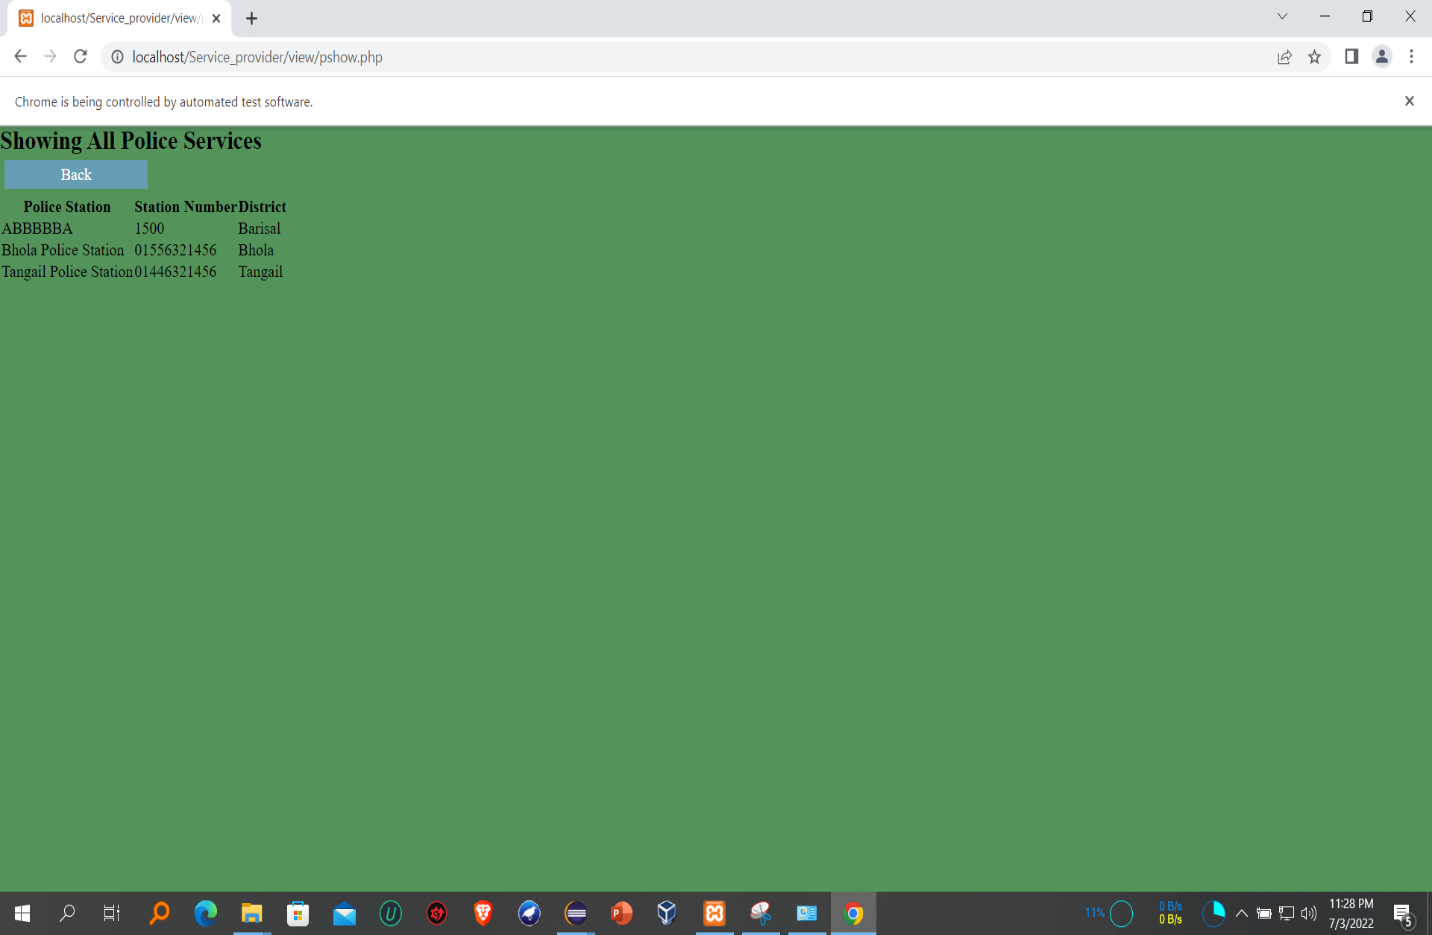 localhost/Service_provider/view/
localhost/Service_provider/view/pshow.php
Chrome is being controlled by automated test software.
Showing All Police Services
Back
Police Station Station Number District
ABBBBBA 1500 Barisal
Bhola Police Station 01556321456 Bhola
Tangail Police Station 01446321456 Tangail
11% 0 B/s 11:28 PM
0 B/s 7/3/2022 5